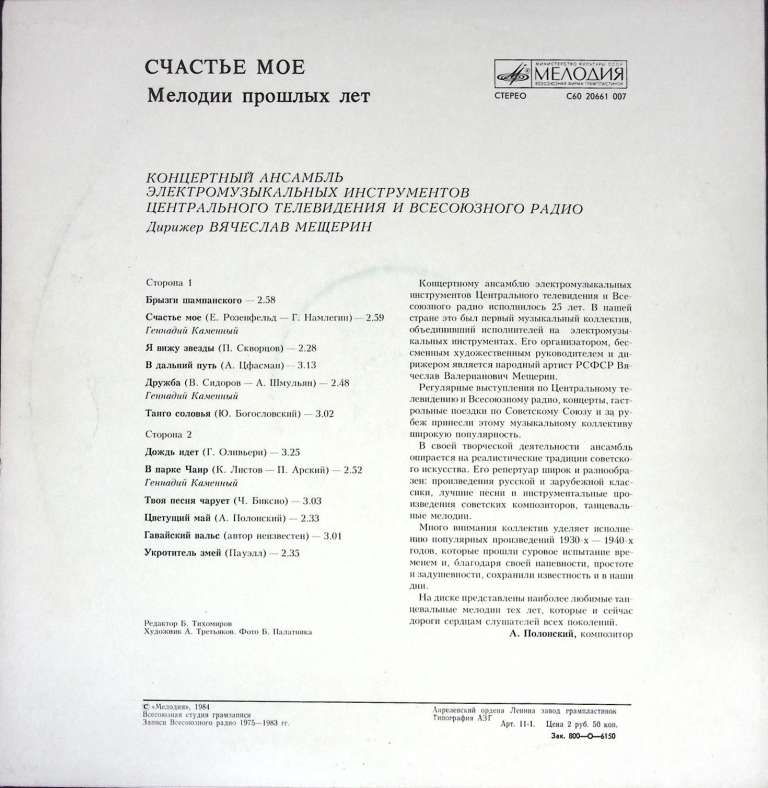 СЧАСТЬЕ МОЕ
Мелодии прошлых лет
МИНИСТЕРСТВО КУЛЬТУРЫ СССР
МЕЛОДИЯ
ВСЕСОЮЗНАЯ ФИРМА ГРАМПЛАСТИНОК
СТЕРЕО С60 20661 007
КОНЦЕРТНЫЙ АНСАМБЛЬ
ЭЛЕКТРОМУЗЫКАЛЬНЫХ ИНСТРУМЕНТОВ
ЦЕНТРАЛЬНОГО ТЕЛЕВИДЕНИЯ И ВСЕСОЮЗНОГО РАДИО
Дирижер ВЯЧЕСЛАВ МЕЩЕРИН
Сторона 1
Брызги шампанского — 2.58
Счастье мое (Е. Розенфельд — Г. Намлегин) — 2.59
Геннадий Каменный
Я вижу звезды (П. Скворцов) — 2.28
В дальний путь (А. Цфасман) — 3.13
Дружба (В. Сидоров — А. Шмульян) — 2.48
Геннадий Каменный
Танго соловья (Ю. Богословский) — 3.02
Сторона 2
Дождь идет (Г. Оливьери) — 3.25
В парке Чаир (К. Листов — П. Арский) — 2.52
Геннадий Каменный
Твоя песня чарует (Ч. Биксио) — 3.03
Цветущий май (А. Полонский) — 2.33
Гавайский вальс (автор неизвестен) — 3.01
Укротитель змей (Пауэлл) — 2.35
Редактор Б. Тихомиров
Художник А. Третьяков. Фото Б. Палатника
Концертному ансамблю электромузыкальных
инструментов Центрального телевидения и Все-
союзного радио исполнилось 25 лет. В нашей
стране это был первый музыкальный коллектив,
объединивший исполнителей на электромузы-
кальных инструментах. Его организатором, бес-
сменным художественным руководителем и ди-
рижером является народный артист РСФСР Вя-
чеслав Валерианович Мещерин.
Регулярные выступления по Центральному те-
левидению и Всесоюзному радио, концерты, гаст-
рольные поездки по Советскому Союзу и за ру-
беж принесли этому музыкальному коллективу
широкую популярность.
В своей творческой деятельности ансамбль
опирается на реалистические традиции советско-
го искусства. Его репертуар широк и разнообра-
зен: произведения русской и зарубежной клас-
сики, лучшие песни и инструментальные про-
изведения советских композиторов, танцеваль-
ные мелодии.
Много внимания коллектив уделяет исполне-
нию популярных произведений 1930-х — 1940-х
годов, которые прошли суровое испытание вре-
менем и, благодаря своей напевности, простоте
и задушевности, сохранили известность и в наши
дни.
На диске представлены наиболее любимые тан-
цевальные мелодии тех лет, которые и сейчас
дороги сердцам слушателей всех поколений.
А. Полонский, композитор
© «Мелодия», 1984
Всесоюзная студия грамзаписи
Записи Всесоюзного радио 1975—1983 гг.
Апрелевский ордена Ленина завод грампластинок
Типография АЗГ
Арт. 11-1. Цена 2 руб. 50 коп.
Зак. 800—О—6150